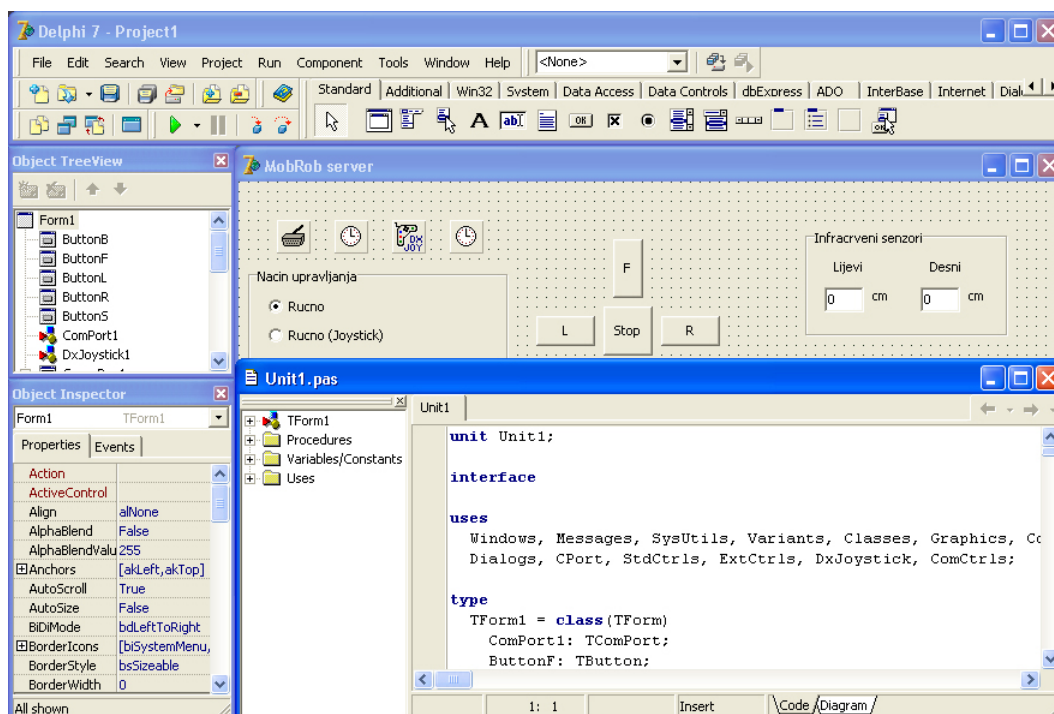 Delphi 7 - Project1
File Edit Search View Project Run Component Tools Window Help <None>
Standard Additional Win32 System Data Access Data Controls dbExpress ADO InterBase Internet
A ab OK
Object TreeView
Form1
ButtonB
ButtonF
ButtonL
ButtonR
ButtonS
ComPort1
DxJoystick1
MobRob server
DX JOY
Nacin upravljanja
Rucno
Rucno (Joystick)
F
L Stop R
Infracrveni senzori
Lijevi Desni
0 cm 0 cm
Object Inspector
Form1 TForm1
Properties Events
Action
ActiveControl
Align alNone
AlphaBlend False
AlphaBlendValu 255
Anchors [akLeft,akTop]
AutoScroll True
AutoSize False
BiDiMode bdLeftToRight
BorderIcons [biSystemMenu,
BorderStyle bsSizeable
BorderWidth 0
All shown
Unit1.pas
TForm1
Procedures
Variables/Constants
Uses
Unit1
unit Unit1;
interface
uses
Windows, Messages, SysUtils, Variants, Classes, Graphics,
Dialogs, CPort, StdCtrls, ExtCtrls, DxJoystick, ComCtrls;
type
TForm1 = class(TForm)
ComPort1: TComPort;
ButtonF: TButton;
1: 1 Insert Code Diagram